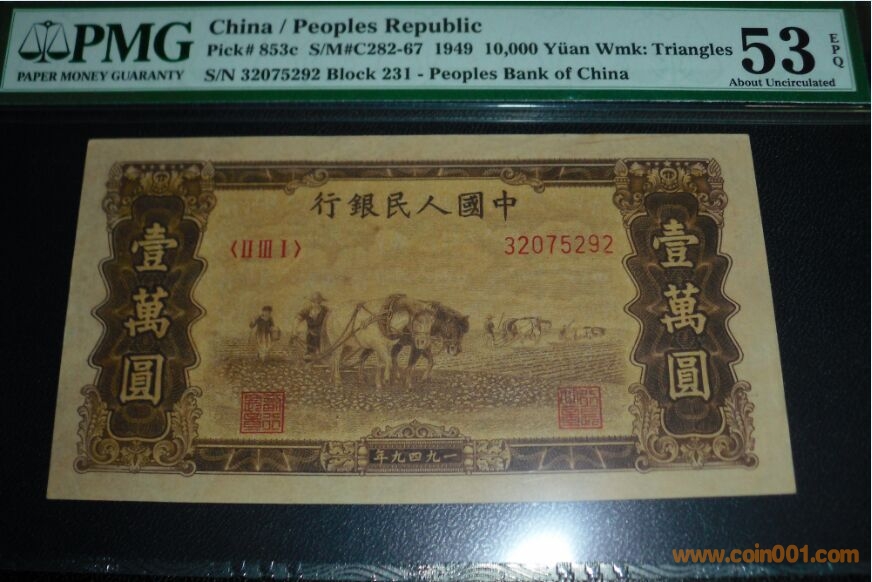 PMG
PAPER MONEY GUARANTY
China / Peoples Republic
Pick# 853c S/M#C282-67 1949 10,000 Yüan Wmk: Triangles
S/N 32075292 Block 231 - Peoples Bank of China
53
EPQ
About Uncirculated
行銀民人國中
〈II III I〉
32075292
壹萬圓
壹萬圓
年九四九一
www.coin001.com